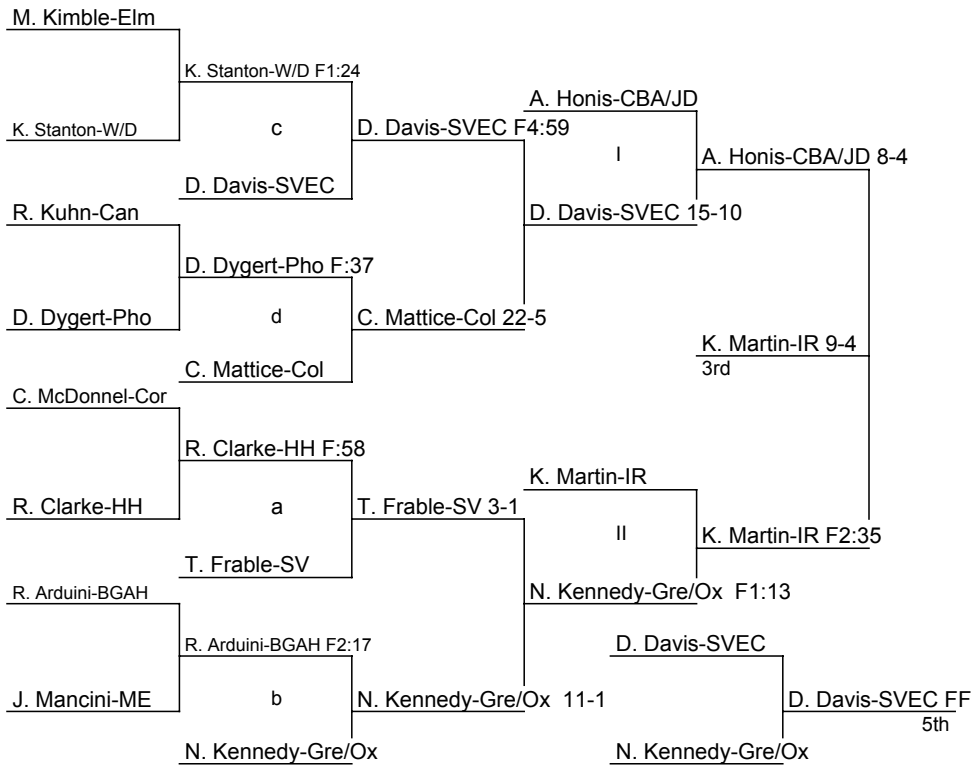 M. Kimble-Elm
K. Stanton-W/D F1:24
A. Honis-CBA/JD
K. Stanton-W/D
c
D. Davis-SVEC F4:59
I
A. Honis-CBA/JD 8-4
D. Davis-SVEC
R. Kuhn-Can
D. Davis-SVEC 15-10
D. Dygert-Pho F:37
D. Dygert-Pho
d
C. Mattice-Col 22-5
K. Martin-IR 9-4
3rd
C. Mattice-Col
C. McDonnel-Cor
R. Clarke-HH F:58
K. Martin-IR
R. Clarke-HH
a
T. Frable-SV 3-1
II
K. Martin-IR F2:35
T. Frable-SV
R. Arduini-BGAH
N. Kennedy-Gre/Ox F1:13
R. Arduini-BGAH F2:17
D. Davis-SVEC
J. Mancini-ME
b
N. Kennedy-Gre/Ox 11-1
D. Davis-SVEC FF
5th
N. Kennedy-Gre/Ox
N. Kennedy-Gre/Ox